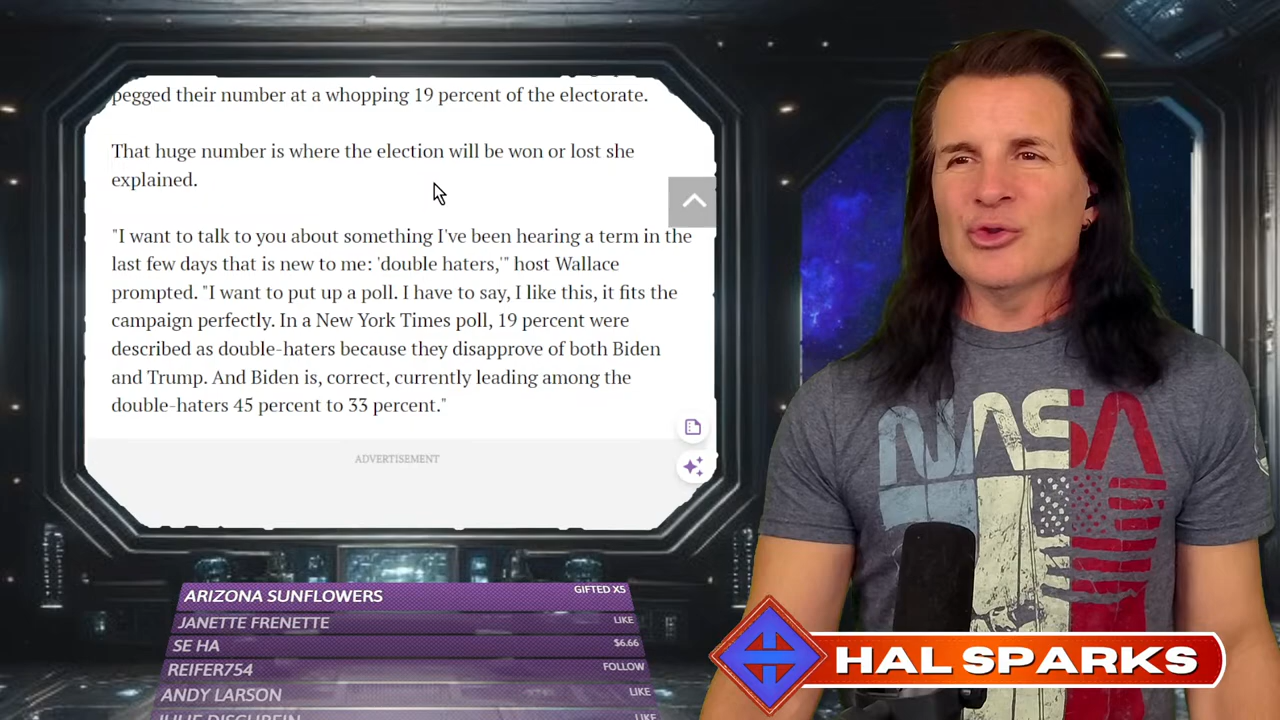 pegged their number at a whopping 19 percent of the electorate.
That huge number is where the election will be won or lost she
explained.
"I want to talk to you about something I've been hearing a term in the
last few days that is new to me: 'double haters,'" host Wallace
prompted. "I want to put up a poll. I have to say, I like this, it fits the
campaign perfectly. In a New York Times poll, 19 percent were
described as double-haters because they disapprove of both Biden
and Trump. And Biden is, correct, currently leading among the
double-haters 45 percent to 33 percent."
ADVERTISEMENT
ARIZONA SUNFLOWERS GIFTED X5
JANETTE FRENETTE LIKE
SE HA $6.66
REIFER754 FOLLOW
ANDY LARSON LIKE
LIKE
NASA
HAL SPARKS